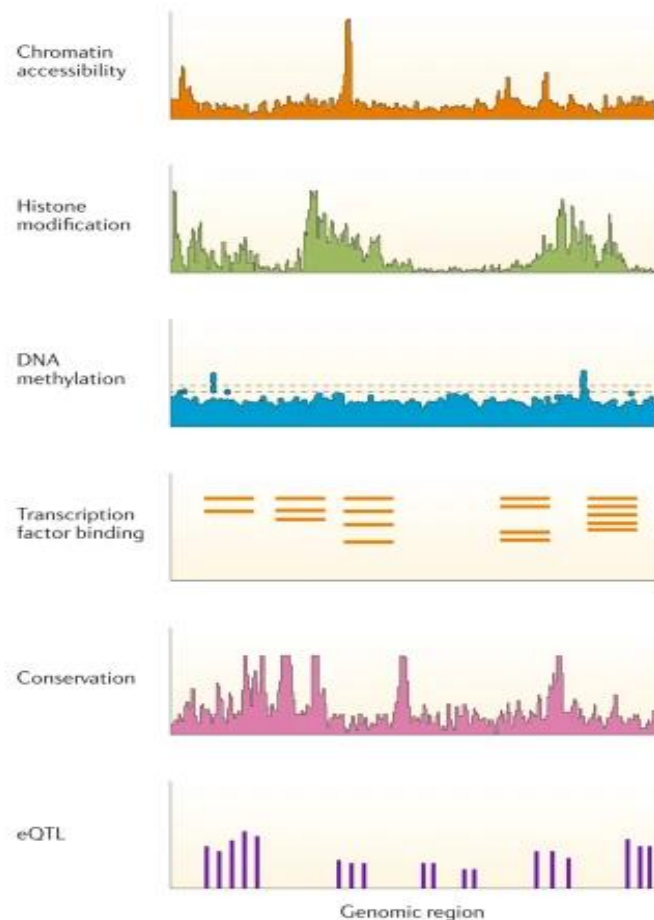 Chromatin
accessibility
Histone
modification
DNA
methylation
Transcription
factor binding
Conservation
eQTL
Genomic region